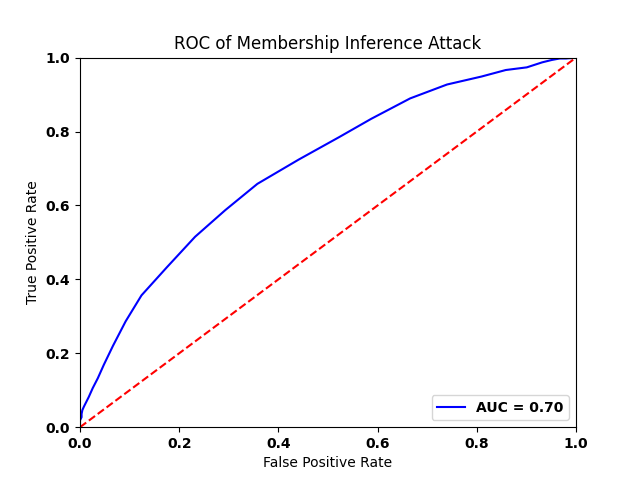 ROC of Membership Inference Attack
1.0
0.8
0.6
0.4
0.2
0.0
True Positive Rate
AUC = 0.70
0.0 0.2 0.4 0.6 0.8 1.0
False Positive Rate